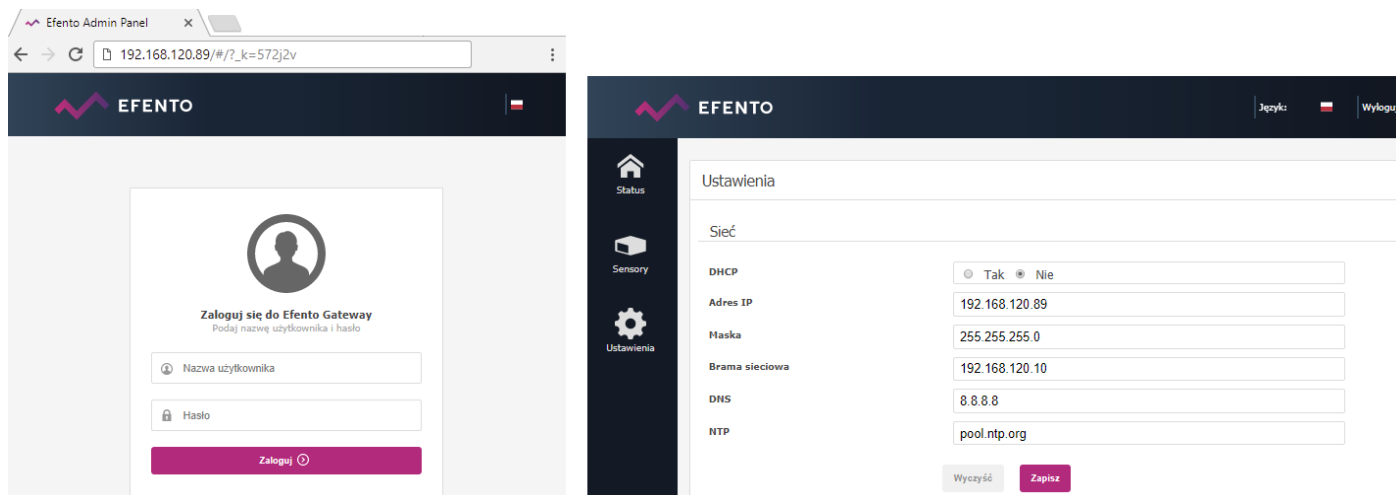 Efento Admin Panel
192.168.120.89/#/?_k=572j2v
EFENTO
Zaloguj się do Efento Gateway
Podaj nazwę użytkownika i hasło
Nazwa użytkownika
Hasło
Zaloguj
EFENTO
Język:
Wyloguj
Status
Sensory
Ustawienia
Ustawienia
Sieć
DHCP Tak Nie
Adres IP 192.168.120.89
Maska 255.255.255.0
Brama sieciowa 192.168.120.10
DNS 8.8.8.8
NTP pool.ntp.org
Wyczyść Zapisz